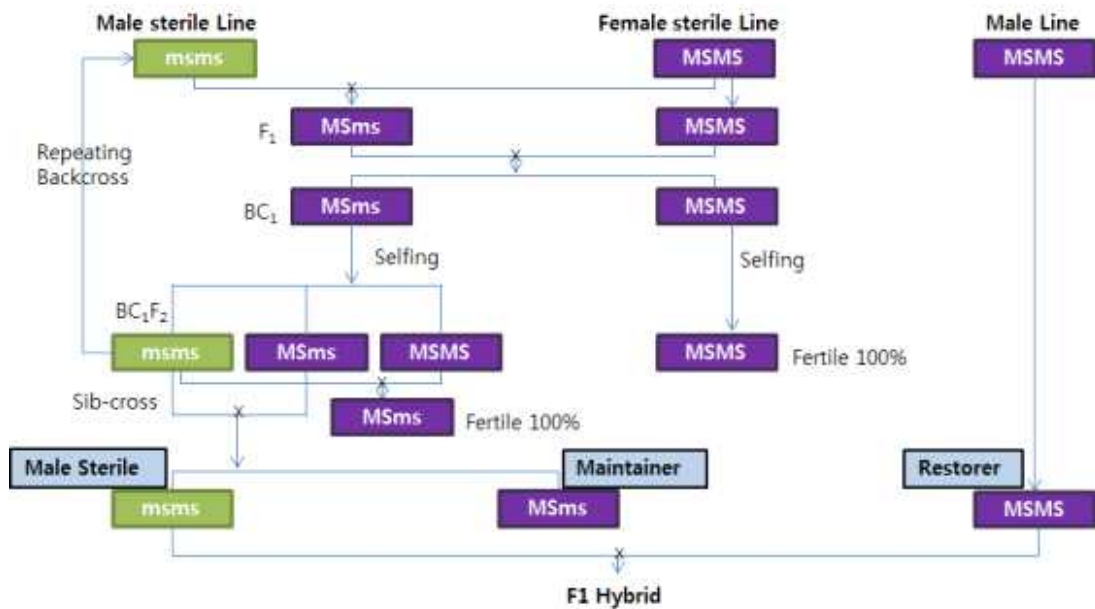 Male sterile Line Female sterile Line Male Line
msms MSMS MSMS
x
F1 MSms MSMS
Repeating
Backcross
x
BC1 MSms MSMS
Selfing Selfing
BC1F2
msms MSms MSMS MSMS
Fertile 100%
x
Sib-cross x MSms Fertile 100%
Male Sterile Maintainer Restorer
msms MSms MSMS
x
F1 Hybrid